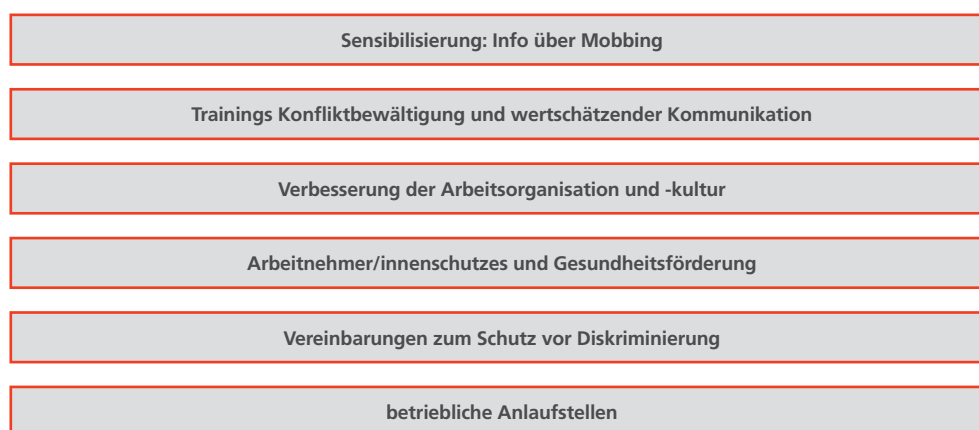 Sensibilisierung: Info über Mobbing
Trainings Konfliktbewältigung und wertschätzender Kommunikation
Verbesserung der Arbeitsorganisation und -kultur
Arbeitnehmer/innenschutzes und Gesundheitsförderung
Vereinbarungen zum Schutz vor Diskriminierung
betriebliche Anlaufstellen